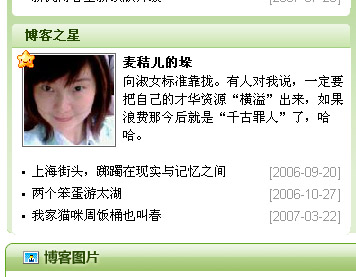 博客之星
麦秸儿的垛
向淑女标准靠拢。有人对我说，一定要
把自己的才华资源“横溢”出来，如果
浪费那今后就是“千古罪人”了，哈
哈。
上海街头，踯躅在现实与记忆之间 [2006-09-20]
两个笨蛋游太湖 [2006-10-27]
我家猫咪周饭桶也叫春 [2007-03-22]
博客图片